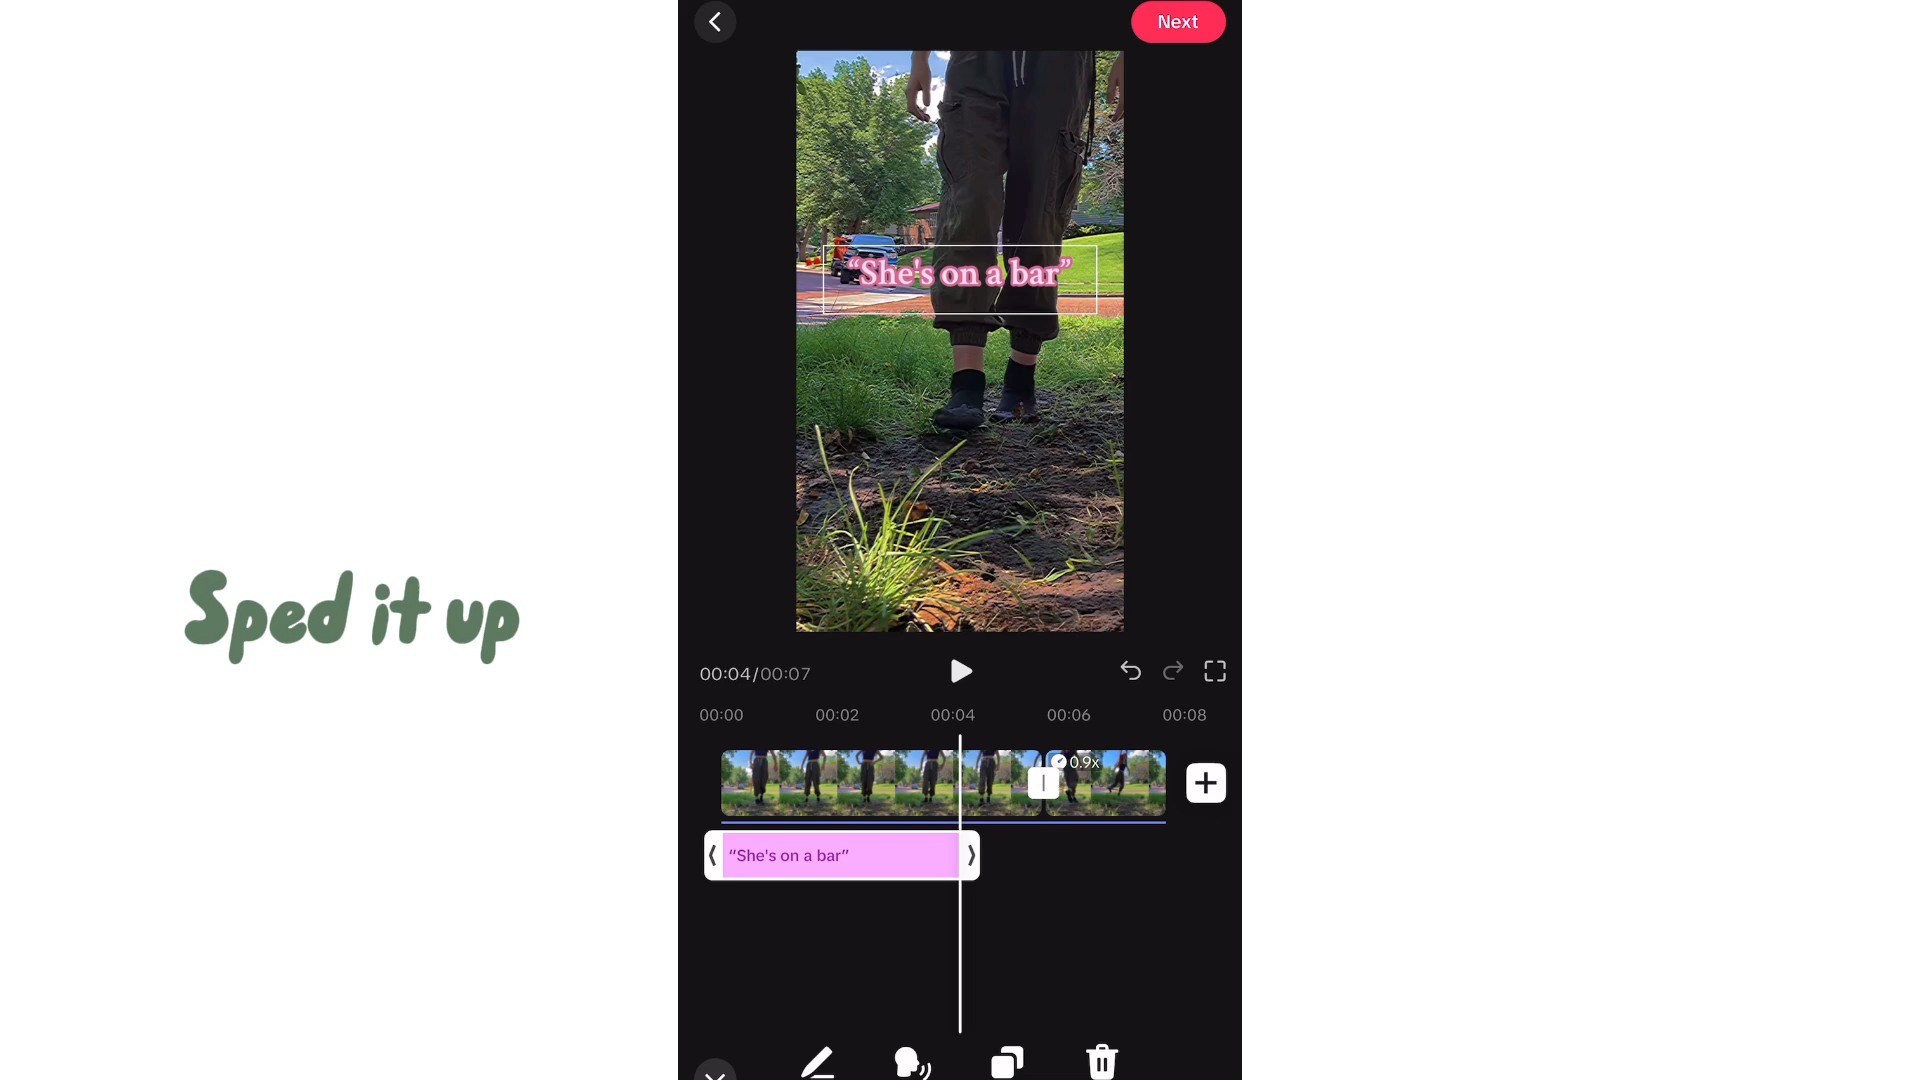 Next
“She's on a bar”
Sped it up
00:04/00:07
00:00 00:02 00:04 00:06 00:08
0.9x
“She's on a bar”